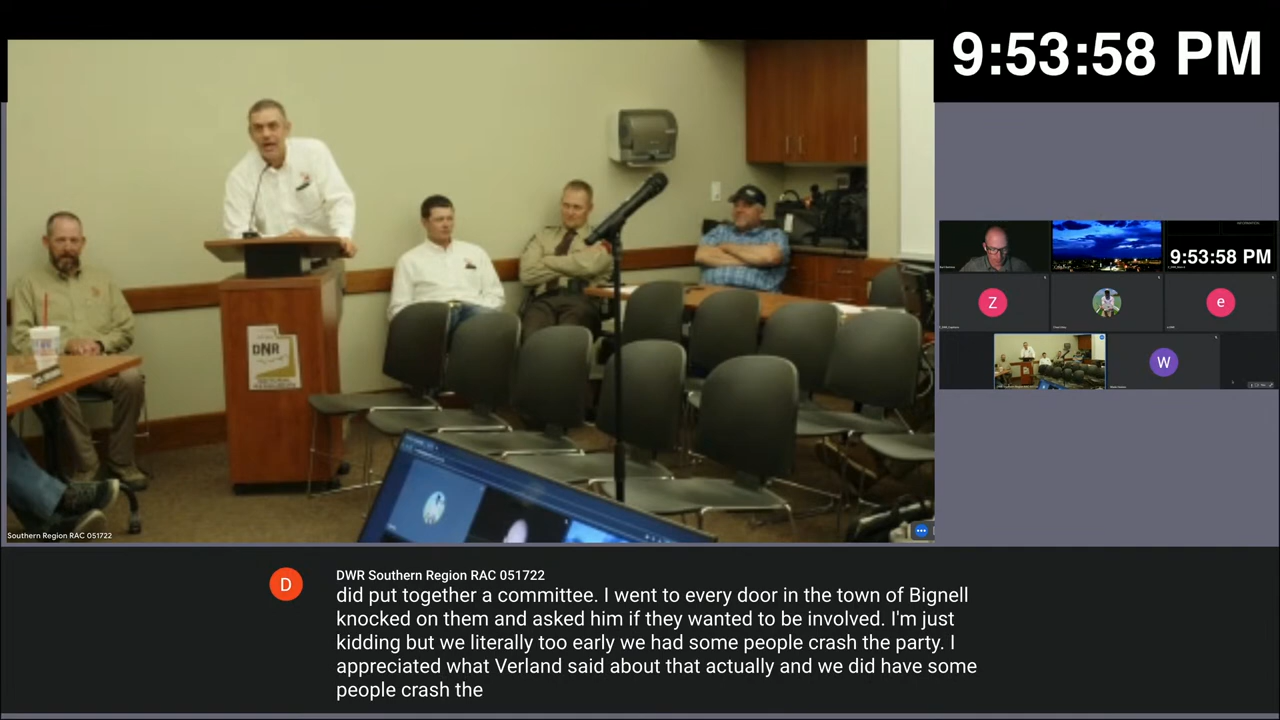 9:53:58 PM
9:53:58 PM
Z
e
W
DNR
Southern Region RAC 051722
D
DWR Southern Region RAC 051722
did put together a committee. I went to every door in the town of Bignell
knocked on them and asked him if they wanted to be involved. I'm just
kidding but we literally too early we had some people crash the party. I
appreciated what Verland said about that actually and we did have some
people crash the